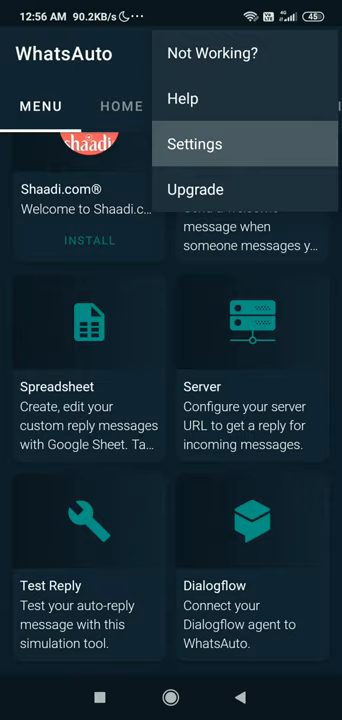 12:56 AM 90.2KB/s ··· 4G 45
WhatsAuto
Not Working?
Help
Settings
Upgrade
MENU HOME
shaadi
Shaadi.com®
Welcome to Shaadi.c...
INSTALL
message when
someone messages y...
Spreadsheet
Create, edit your
custom reply messages
with Google Sheet. Ta...
Server
Configure your server
URL to get a reply for
incoming messages.
Test Reply
Test your auto-reply
message with this
simulation tool.
Dialogflow
Connect your
Dialogflow agent to
WhatsAuto.